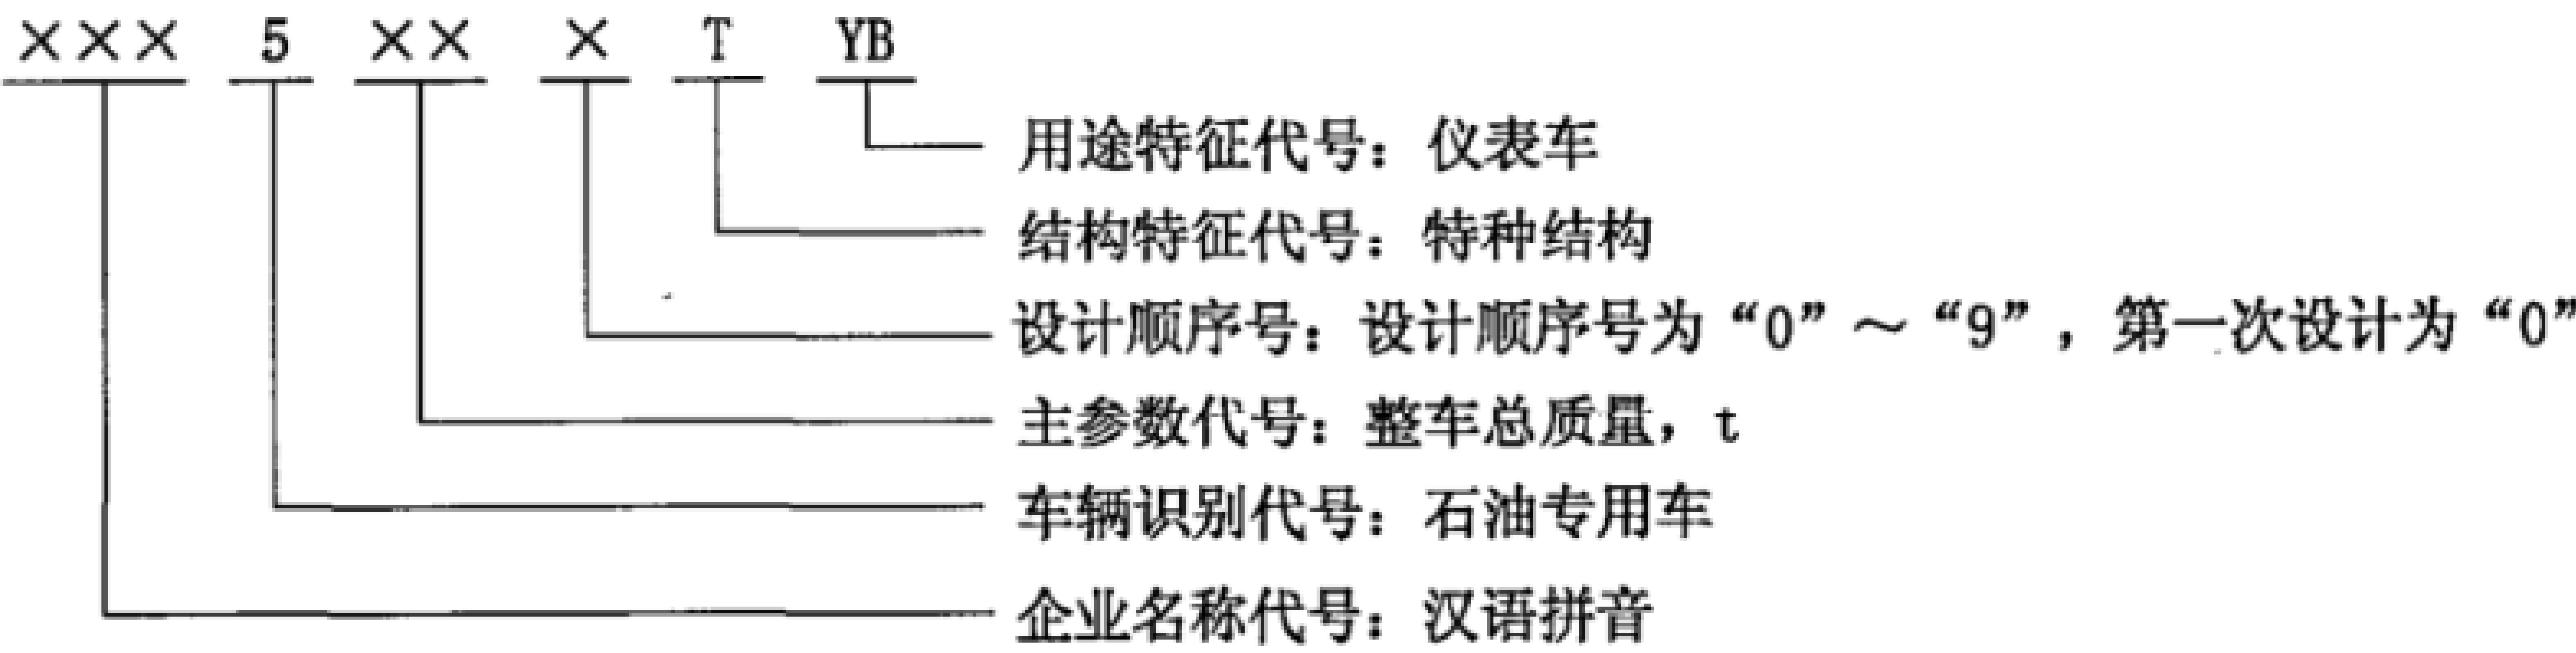 ××× 5 ×× × T YB
用途特征代号：仪表车
结构特征代号：特种结构
设计顺序号：设计顺序号为“0”～“9”，第一次设计为“0”
主参数代号：整车总质量，t
车辆识别代号：石油专用车
企业名称代号：汉语拼音